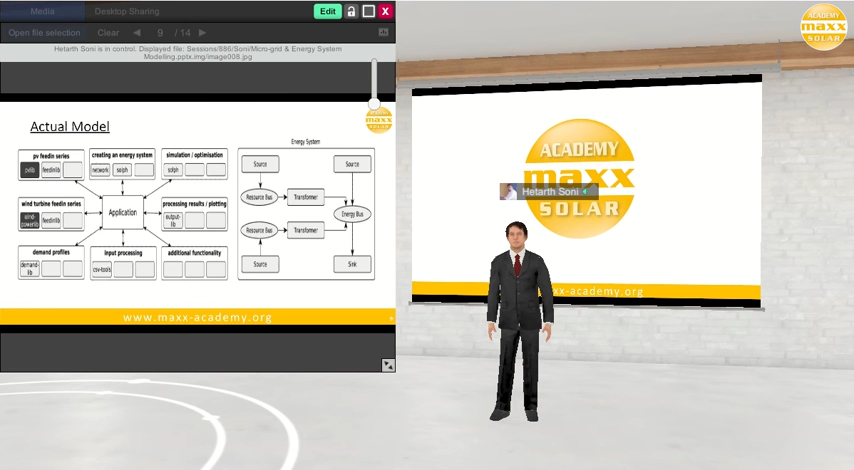 Media
Desktop Sharing
Edit
X
Open file selection
Clear
9 / 14
Hetarth Soni is in control. Displayed file: Sessions/886/Soni/Micro-grid & Energy System
Modelling.pptx.img/image008.jpg
maxx
SOLAR
Actual Model
pv feedin series
pvlib
feedinlib
creating an energy system
network
solph
simulation / optimisation
solph
wind turbine feedin series
wind-
powerlib
feedinlib
Application
processing results / plotting
output-
lib
demand profiles
demand-
lib
input processing
csv-tools
additional functionality
Energy System
Source
Source
Resource Bus
Transformer
Energy Bus
Resource Bus
Transformer
Source
Sink
www.maxx-academy.org
ACADEMY
maxx
SOLAR
Hetarth Soni
xx-academy.org
ACADEMY
maxx
SOLAR